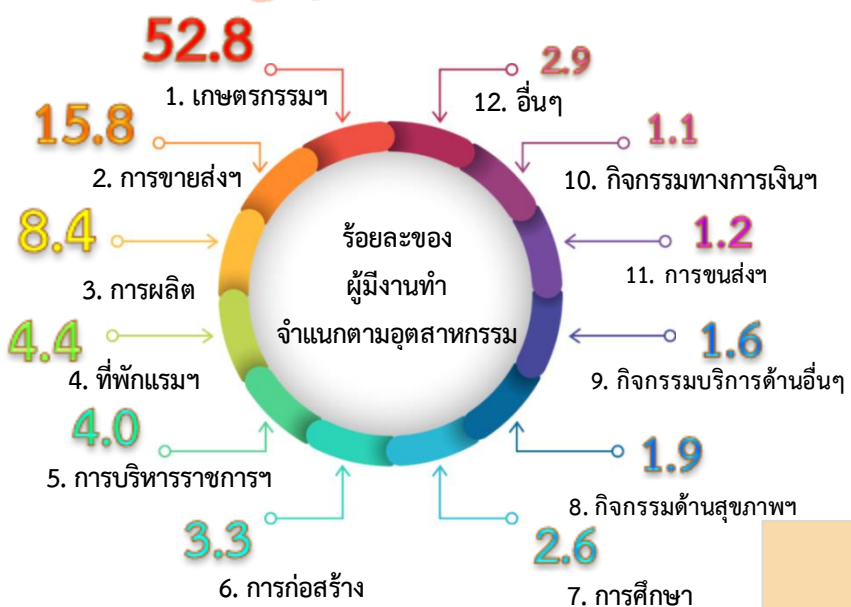 52.8
1. เกษตรกรรมฯ
15.8
2. การขายส่งฯ
8.4
3. การผลิต
4.4
4. ที่พักแรมฯ
4.0
5. การบริหารราชการฯ
3.3
6. การก่อสร้าง
2.6
7. การศึกษา
1.9
8. กิจกรรมด้านสุขภาพฯ
1.6
9. กิจกรรมบริการด้านอื่นๆ
1.2
11. การขนส่งฯ
1.1
10. กิจกรรมทางการเงินฯ
2.9
12. อื่นๆ
ร้อยละของ
ผู้มีงานทำ
จำแนกตามอุตสาหกรรม